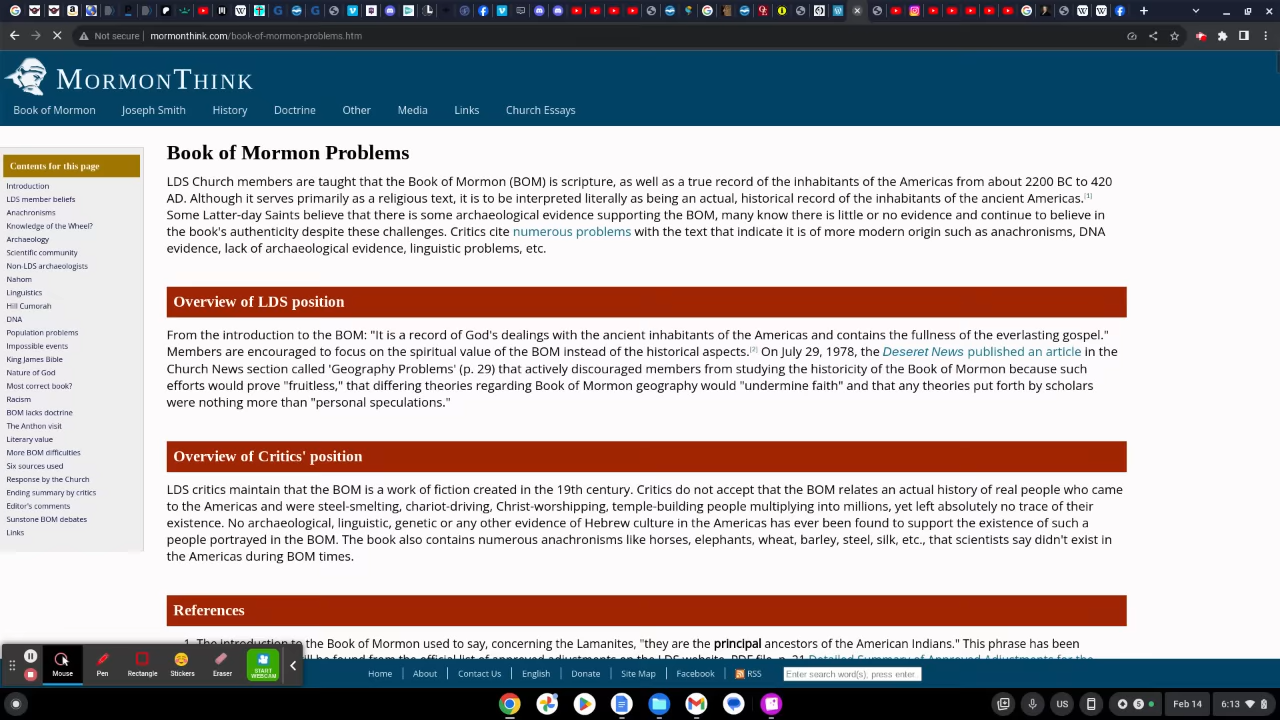 Not secure | mormonthink.com/book-of-mormon-problems.htm
MORMONTHINK
Book of Mormon Joseph Smith History Doctrine Other Media Links Church Essays
Contents for this page
Introduction
LDS member beliefs
Anachronisms
Knowledge of the Wheel?
Archaeology
Scientific community
Non-LDS archaeologists
Nahom
Linguistics
Hill Cumorah
DNA
Population problems
Impossible events
King James Bible
Nature of God
Most correct book?
Racism
BOM lacks doctrine
The Anthon visit
Literary value
More BOM difficulties
Six sources used
Response by the Church
Ending summary by critics
Editor's comments
Sunstone BOM debates
Links
Book of Mormon Problems
LDS Church members are taught that the Book of Mormon (BOM) is scripture, as well as a true record of the inhabitants of the Americas from about 2200 BC to 420
AD. Although it serves primarily as a religious text, it is to be interpreted literally as being an actual, historical record of the inhabitants of the ancient Americas.[1]
Some Latter-day Saints believe that there is some archaeological evidence supporting the BOM, many know there is little or no evidence and continue to believe in
the book's authenticity despite these challenges. Critics cite numerous problems with the text that indicate it is of more modern origin such as anachronisms, DNA
evidence, lack of archaeological evidence, linguistic problems, etc.
Overview of LDS position
From the introduction to the BOM: "It is a record of God's dealings with the ancient inhabitants of the Americas and contains the fullness of the everlasting gospel."
Members are encouraged to focus on the spiritual value of the BOM instead of the historical aspects.[2] On July 29, 1978, the Deseret News published an article in the
Church News section called 'Geography Problems' (p. 29) that actively discouraged members from studying the historicity of the Book of Mormon because such
efforts would prove "fruitless," that differing theories regarding Book of Mormon geography would "undermine faith" and that any theories put forth by scholars
were nothing more than "personal speculations."
Overview of Critics' position
LDS critics maintain that the BOM is a work of fiction created in the 19th century. Critics do not accept that the BOM relates an actual history of real people who came
to the Americas and were steel-smelting, chariot-driving, Christ-worshipping, temple-building people multiplying into millions, yet left absolutely no trace of their
existence. No archaeological, linguistic, genetic or any other evidence of Hebrew culture in the Americas has ever been found to support the existence of such a
people portrayed in the BOM. The book also contains numerous anachronisms like horses, elephants, wheat, barley, steel, silk, etc., that scientists say didn't exist in
the Americas during BOM times.
References
1. The introduction to the Book of Mormon used to say, concerning the Lamanites, "they are the principal ancestors of the American Indians." This phrase has been
be found from the official list of approved adjustments on the LDS website, PDF file, p. 21 Detailed Summary of Approved Adjustments for the
Mouse Pen Rectangle Stickers Eraser START WEBCAM
Home About Contact Us English Donate Site Map Facebook RSS Enter search word(s), press enter.
US Feb 14 6:13